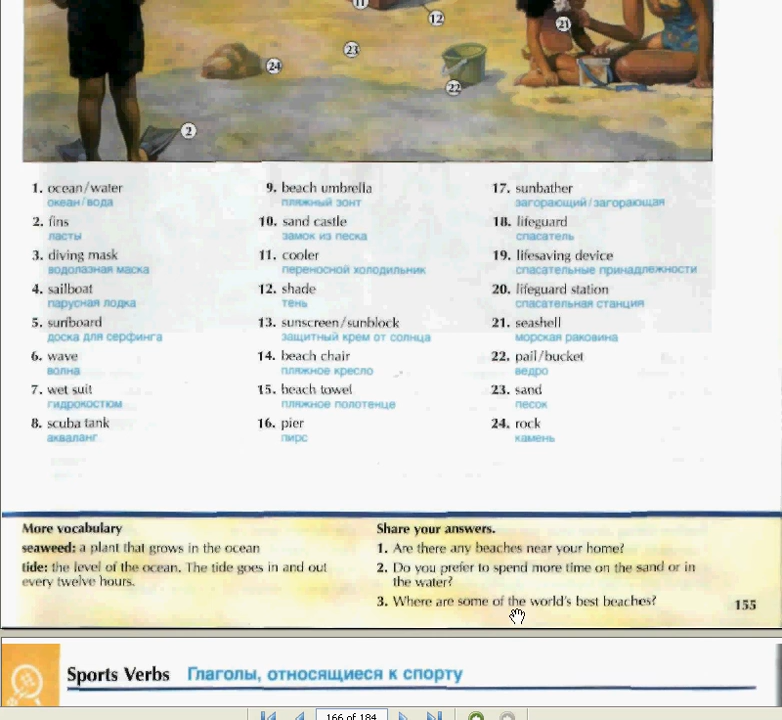 11
12
21
23
24
22
2
1. ocean/water
океан/вода
2. fins
ласты
3. diving mask
водолазная маска
4. sailboat
парусная лодка
5. surfboard
доска для серфинга
6. wave
волна
7. wet suit
гидрокостюм
8. scuba tank
акваланг
9. beach umbrella
пляжный зонт
10. sand castle
замок из песка
11. cooler
переносной холодильник
12. shade
тень
13. sunscreen/sunblock
защитный крем от солнца
14. beach chair
пляжное кресло
15. beach towel
пляжное полотенце
16. pier
пирс
17. sunbather
загорающий/загорающая
18. lifeguard
спасатель
19. lifesaving device
спасательные принадлежности
20. lifeguard station
спасательная станция
21. seashell
морская раковина
22. pail/bucket
ведро
23. sand
песок
24. rock
камень
More vocabulary
seaweed: a plant that grows in the ocean
tide: the level of the ocean. The tide goes in and out
every twelve hours.
Share your answers.
1. Are there any beaches near your home?
2. Do you prefer to spend more time on the sand or in
the water?
3. Where are some of the world's best beaches?
155
Sports Verbs Глаголы, относящиеся к спорту
166 of 184